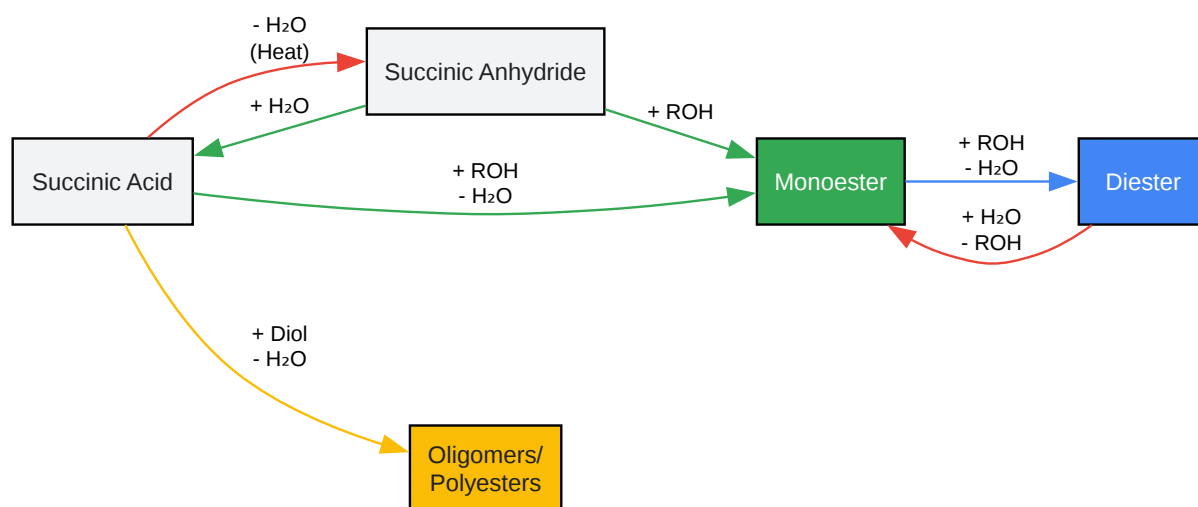 - H₂O
(Heat)
Succinic Anhydride
+ H₂O
+ ROH
Succinic Acid
+ ROH
- H₂O
Monoester
+ ROH
- H₂O
Diester
+ H₂O
- ROH
+ Diol
- H₂O
Oligomers/
Polyesters